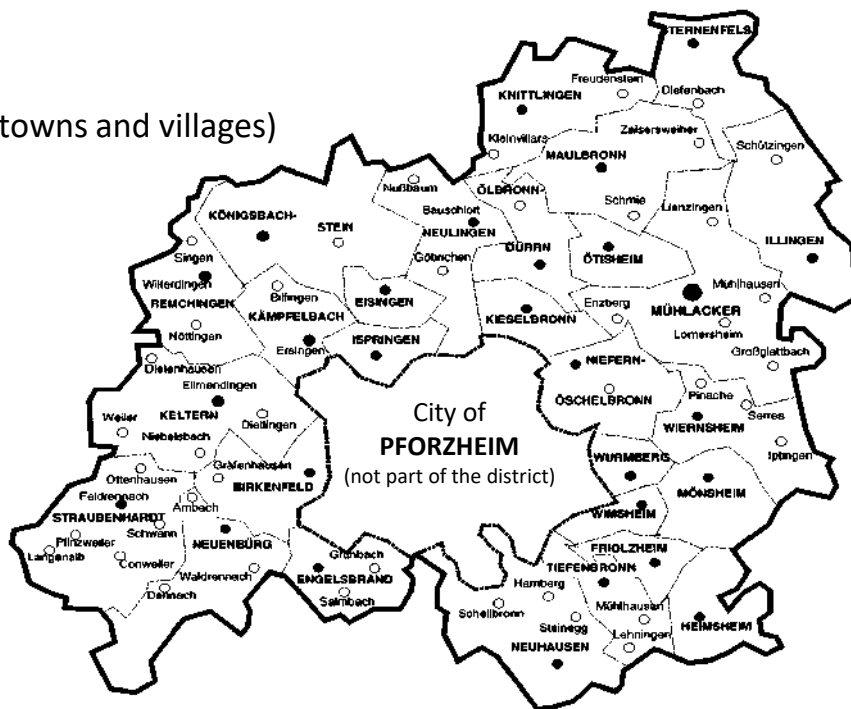 STERNENFELS
Freudenstein
Diefenbach
KNITTLINGEN
towns and villages)
Zaisersweiher
Kleinvillars
Schützingen
MAULBRONN
Nußbaum
ÖLBRONN-
Schmie
Lienzingen
KÖNIGSBACH-
Bauschlott
STEIN
NEULINGEN
DÜRRN
ÖTISHEIM
ILLINGEN
Singen
Göbrichen
Wilferdingen
Bilfingen
Mühlhausen
REMCHINGEN
EISINGEN
Enzberg
MÜHLACKER
KÄMPFELBACH
KIESELBRONN
Nöttingen
Ersingen
ISPRINGEN
Lomersheim
Großglattbach
Dietenhausen
NIEFERN-
Ellmendingen
Pinache
ÖSCHELBRONN
KELTERN
Dietlingen
City of
Serres
Weiler
WIERNSHEIM
Niebelsbach
PFORZHEIM
Iptingen
Gräfenhausen
(not part of the district)
WURMBERG
Ottenhausen
BIRKENFELD
MÖNSHEIM
Feldrennach
Arnbach
STRAUBENHARDT
WIMSHEIM
Schwann
Pfinzweiler
NEUENBÜRG
FRIOLZHEIM
Langenalb
Conweiler
Grunbach
TIEFENBRONN
Waldrennach
ENGELSBRAND
Hamberg
Dennach
Salmbach
Schellbronn
Mühlhausen
Steinegg
HEIMSHEIM
Lehningen
NEUHAUSEN